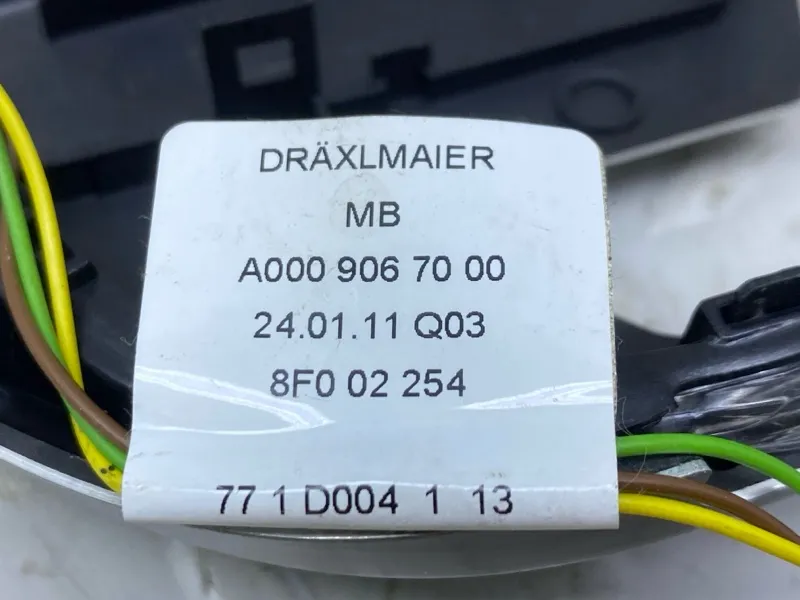 DRÄXLMAIER
MB
A000 906 70 00
24.01.11 Q03
8F0 02 254
77 1 D004 1 13